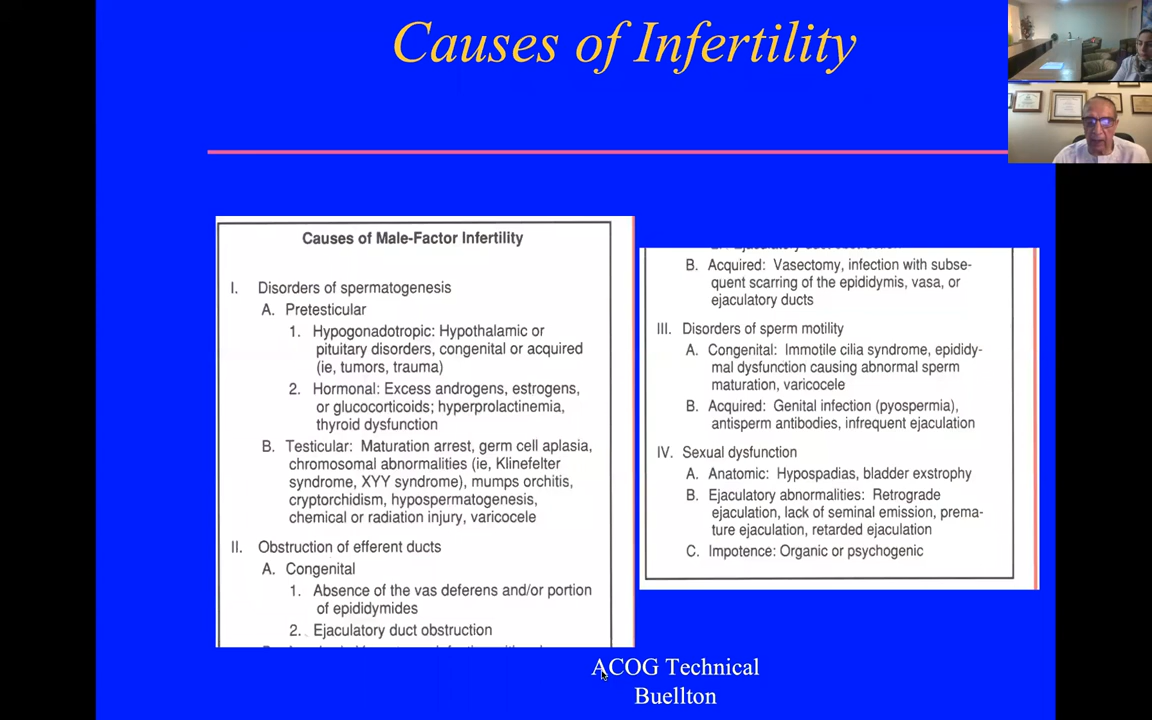 Causes of Infertility
Causes of Male-Factor Infertility
I. Disorders of spermatogenesis
A. Pretesticular
1. Hypogonadotropic: Hypothalamic or
pituitary disorders, congenital or acquired
(ie, tumors, trauma)
2. Hormonal: Excess androgens, estrogens,
or glucocorticoids; hyperprolactinemia,
thyroid dysfunction
B. Testicular: Maturation arrest, germ cell aplasia,
chromosomal abnormalities (ie, Klinefelter
syndrome, XYY syndrome), mumps orchitis,
cryptorchidism, hypospermatogenesis,
chemical or radiation injury, varicocele
II. Obstruction of efferent ducts
A. Congenital
1. Absence of the vas deferens and/or portion
of epididymides
2. Ejaculatory duct obstruction
B. Acquired: Vasectomy, infection with subse-
quent scarring of the epididymis, vasa, or
ejaculatory ducts
III. Disorders of sperm motility
A. Congenital: Immotile cilia syndrome, epididy-
mal dysfunction causing abnormal sperm
maturation, varicocele
B. Acquired: Genital infection (pyospermia),
antisperm antibodies, infrequent ejaculation
IV. Sexual dysfunction
A. Anatomic: Hypospadias, bladder exstrophy
B. Ejaculatory abnormalities: Retrograde
ejaculation, lack of seminal emission, prema-
ture ejaculation, retarded ejaculation
C. Impotence: Organic or psychogenic
ACOG Technical
Buellton